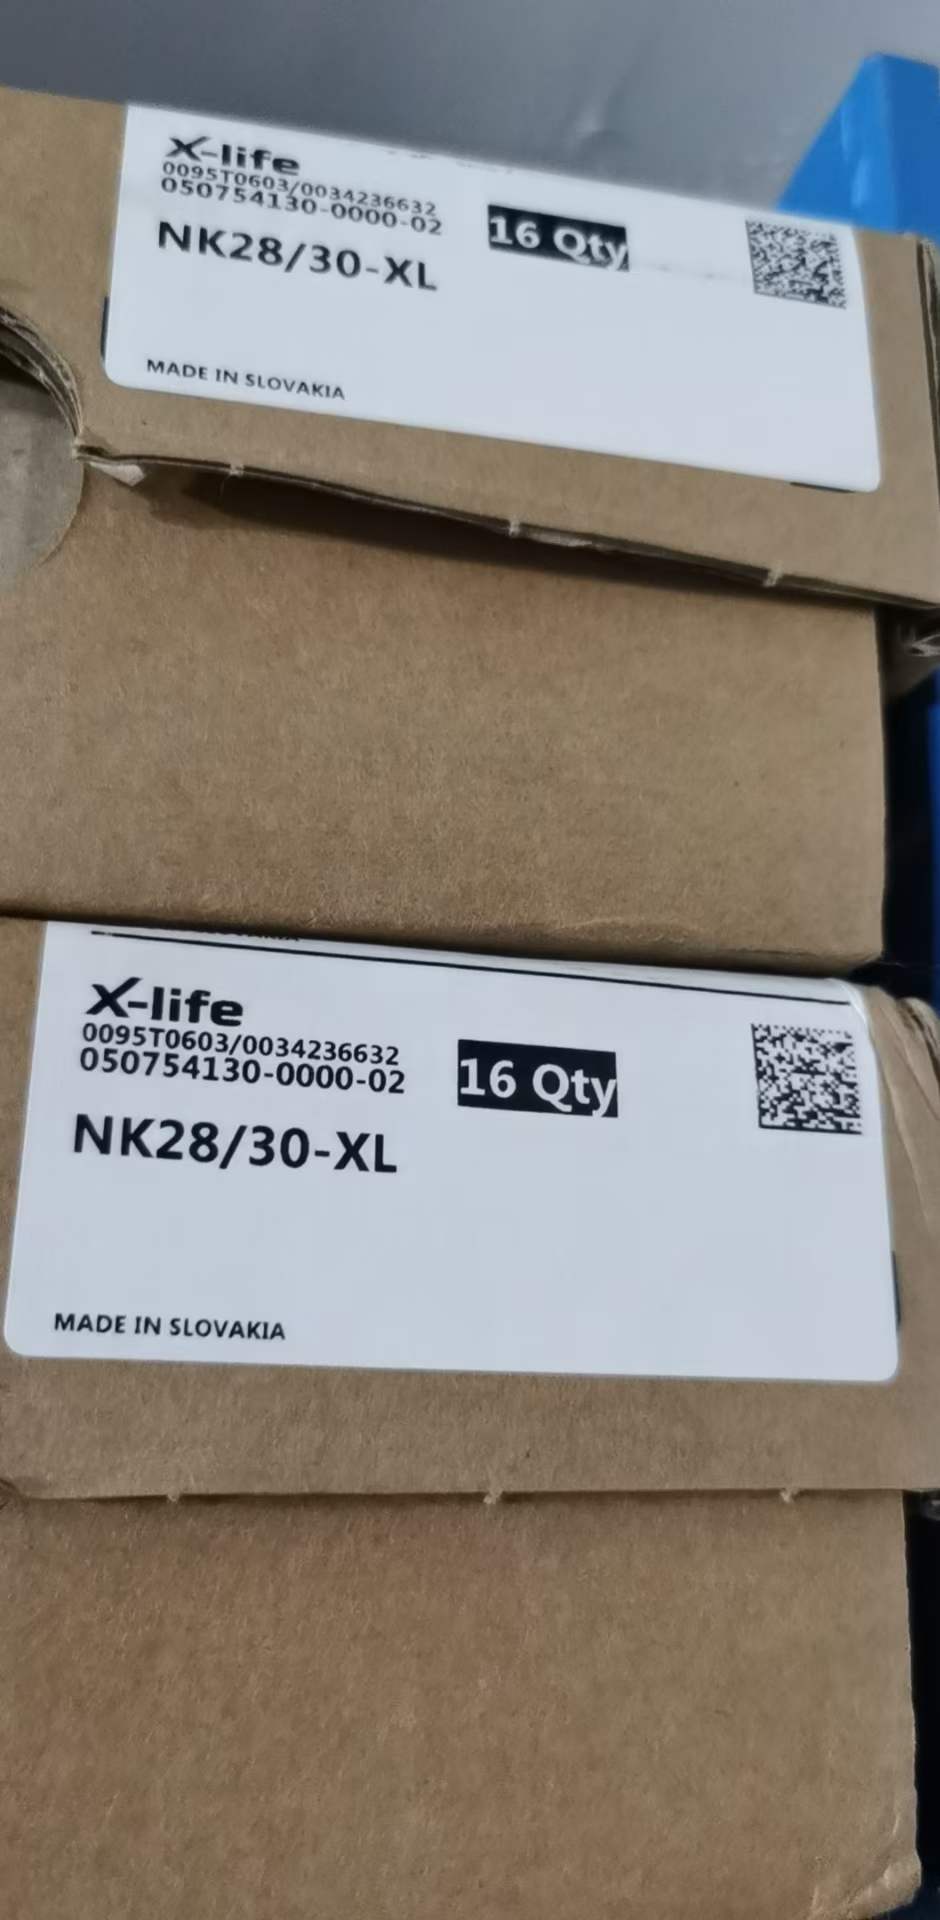 X-life
0095T0603/0034236632
050754130-0000-02
16 Qty
NK28/30-XL
MADE IN SLOVAKIA
X-life
0095T0603/0034236632
050754130-0000-02
16 Qty
NK28/30-XL
MADE IN SLOVAKIA